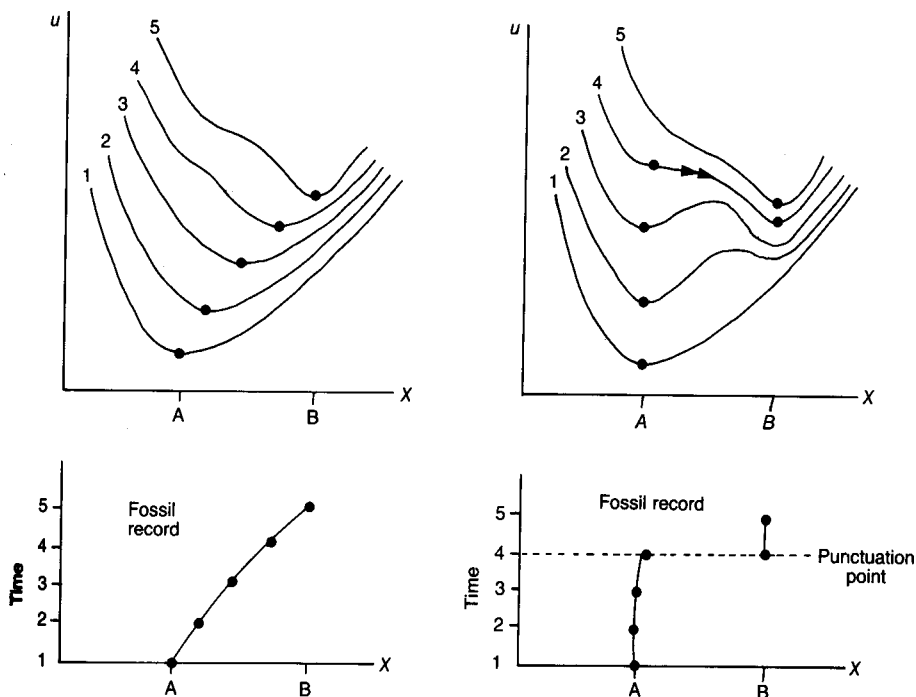 u
5
4
3
2
1
A
B
X
u
5
4
3
2
1
A
B
X
Fossil
record
Time
5
4
3
2
1
A
B
X
Fossil record
Time
5
4
3
2
1
Punctuation
point
A
B
X